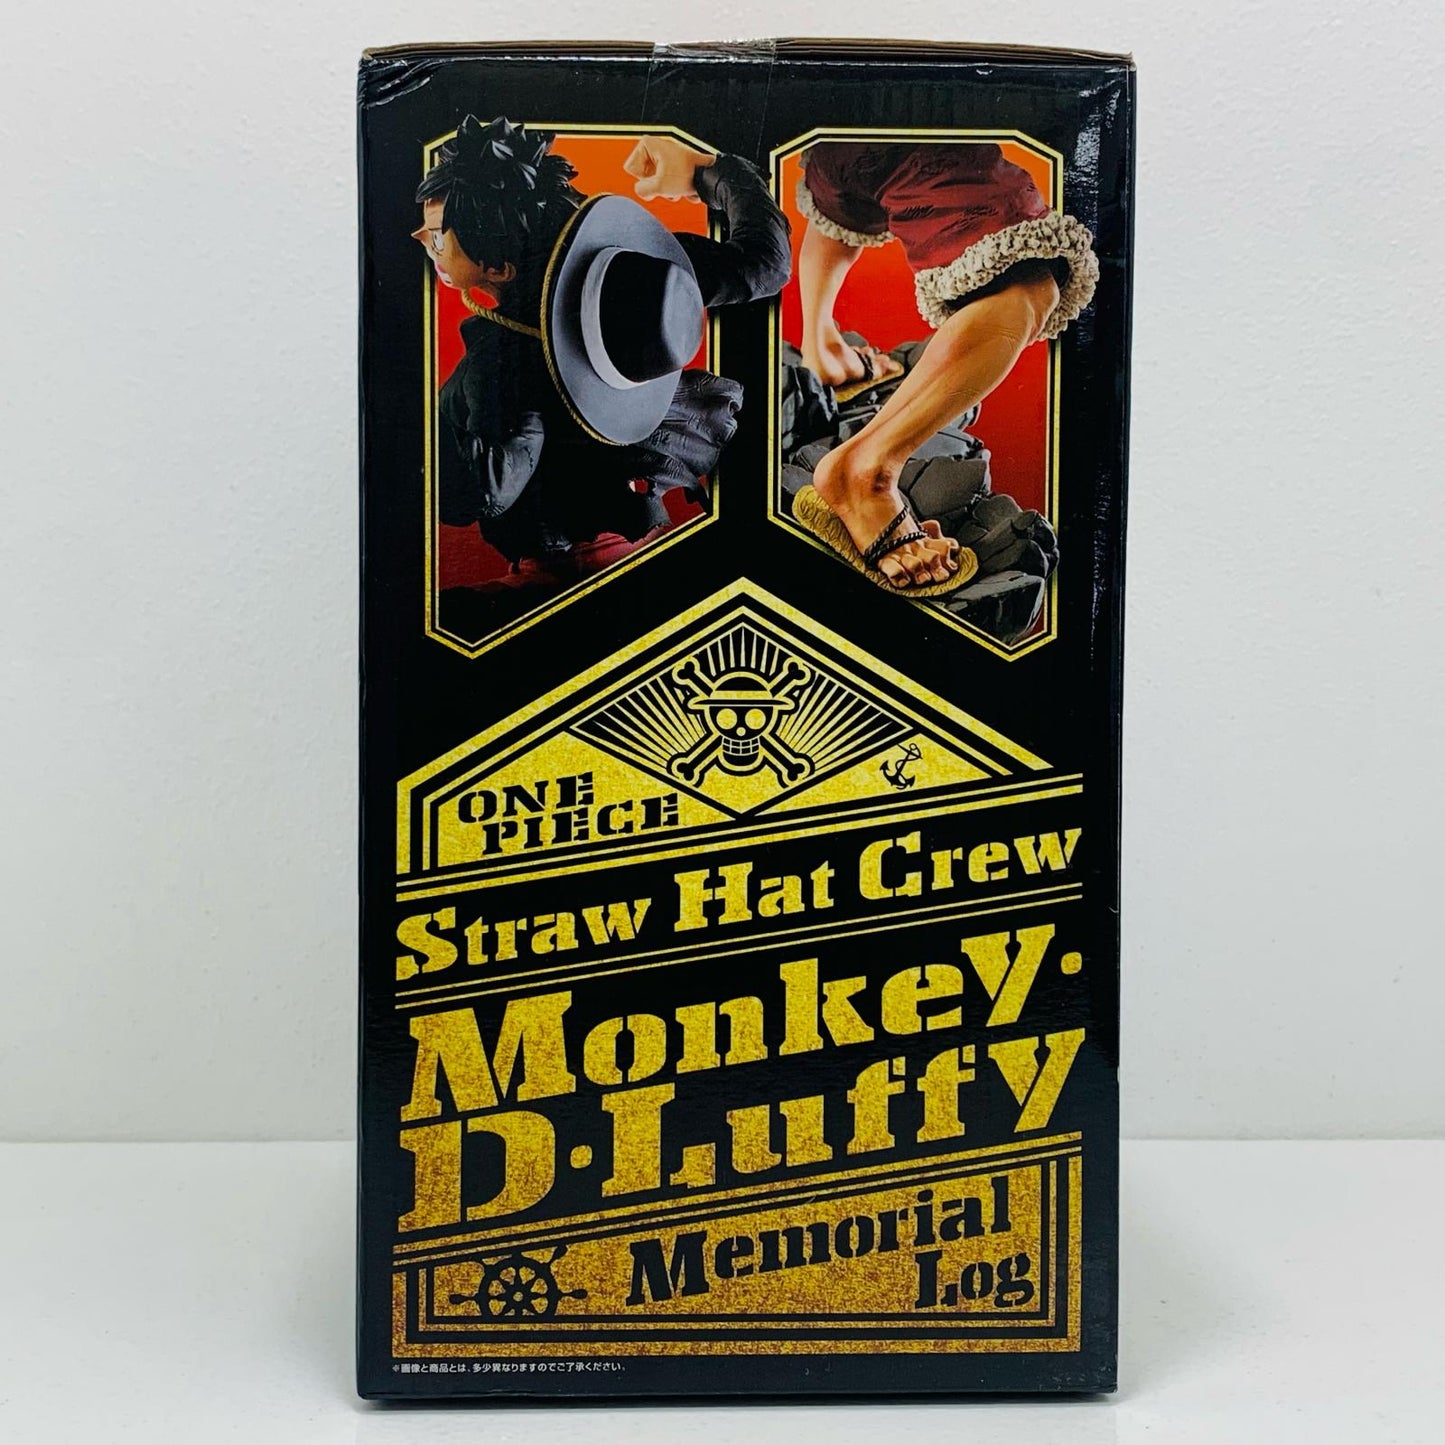 ONE
PIECE
Straw Hat Crew
Monkey.
D.Luffy
Memorial
Log
※画像と商品とは、多少異なりますのでご了承ください。